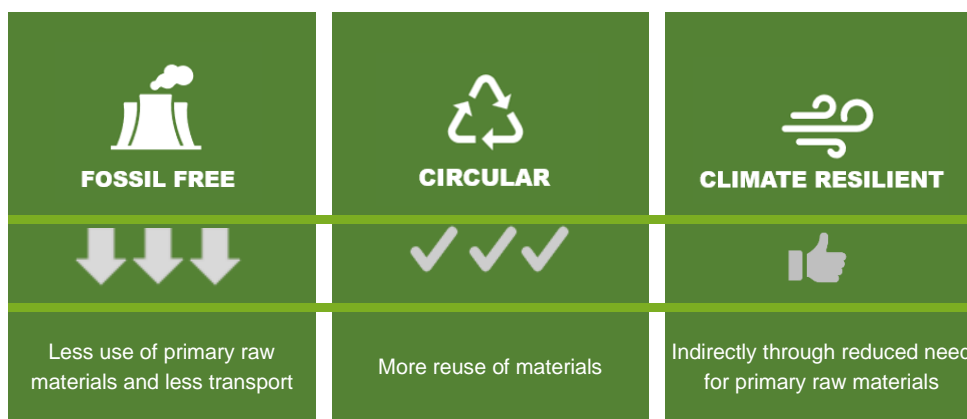 FOSSIL FREE
CIRCULAR
CLIMATE RESILIENT
Less use of primary raw
materials and less transport
More reuse of materials
Indirectly through reduced need
for primary raw materials